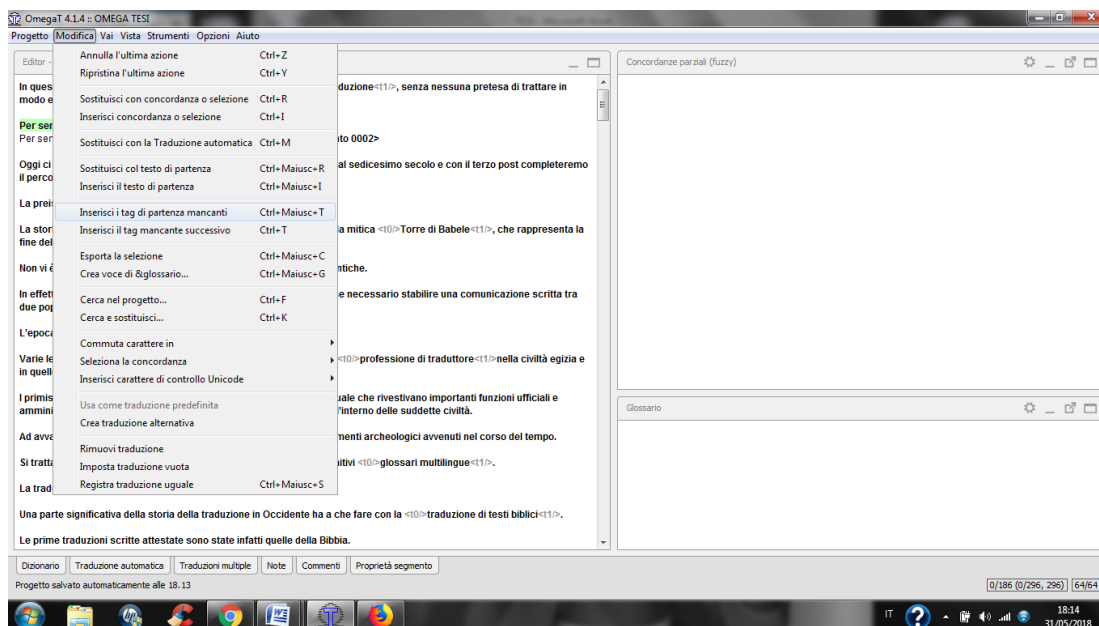 OmegaT 4.1.4 :: OMEGA TESI
Progetto Modifica Vai Vista Strumenti Opzioni Aiuto
Editor -
Annulla l'ultima azione Ctrl+Z
Ripristina l'ultima azione Ctrl+Y
Sostituisci con concordanza o selezione Ctrl+R
Inserisci concordanza o selezione Ctrl+I
Sostituisci con la Traduzione automatica Ctrl+M
Sostituisci col testo di partenza Ctrl+Maiusc+R
Inserisci il testo di partenza Ctrl+Maiusc+I
Inserisci i tag di partenza mancanti Ctrl+Maiusc+T
Inserisci il tag mancante successivo Ctrl+T
Esporta la selezione Ctrl+Maiusc+C
Crea voce di &glossario... Ctrl+Maiusc+G
Cerca nel progetto... Ctrl+F
Cerca e sostituisci... Ctrl+K
Commuta carattere in
Seleziona la concordanza
Inserisci carattere di controllo Unicode
Usa come traduzione predefinita
Crea traduzione alternativa
Rimuovi traduzione
Imposta traduzione vuota
Registra traduzione uguale Ctrl+Maiusc+S
In ques duzione<t1/>, senza nessuna pretesa di trattare in
modo e
Per ser
Per ser to 0002>
Oggi ci al sedicesimo secolo e con il terzo post completeremo
il perco
La preis
La stor a mitica <t0/>Torre di Babele<t1/>, che rappresenta la
fine del
Non vi è ntiche.
In effett e necessario stabilire una comunicazione scritta tra
due pop
L'epoca
Varie le <t0/>professione di traduttore<t1/>nella civiltà egizia e
in quell
I primis uale che rivestivano importanti funzioni ufficiali e
ammini l'interno delle suddette civiltà.
Ad avva menti archeologici avvenuti nel corso del tempo.
Si tratta itivi <t0/>glossari multilingue<t1/>.
La trad
Una parte significativa della storia della traduzione in Occidente ha a che fare con la <t0/>traduzione di testi biblici<t1/>.
Le prime traduzioni scritte attestate sono state infatti quelle della Bibbia.
Concordanze parziali (fuzzy)
Glossario
Dizionario Traduzione automatica Traduzioni multiple Note Commenti Proprietà segmento
Progetto salvato automaticamente alle 18.13
0/186 (0/296, 296) 64/64
IT
18:14
31/05/2018